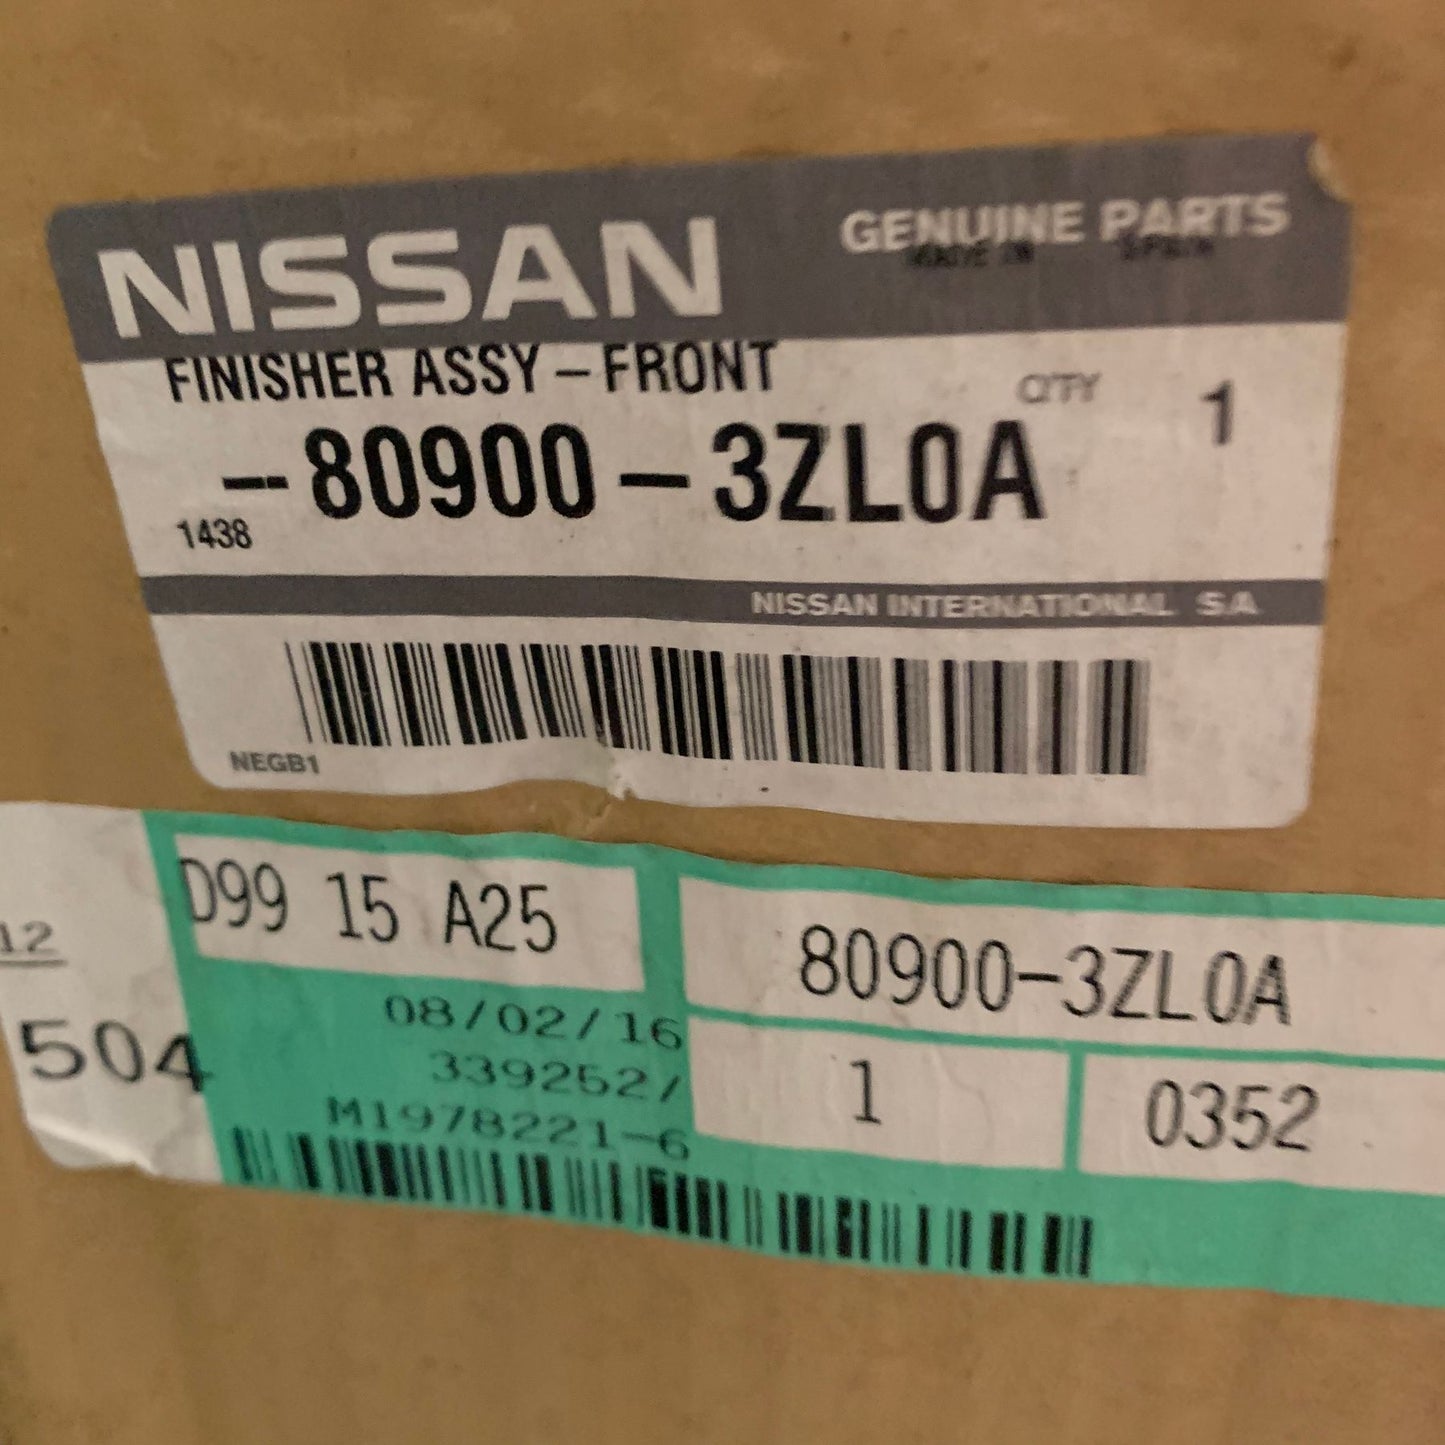 NISSAN
GENUINE PARTS
MADE IN SPAIN
FINISHER ASSY-FRONT
Q'TY 1
-- 80900-3ZL0A
1438
NISSAN INTERNATIONAL S.A
NEGB1
D99 15 A25
80900-3ZL0A
12
08/02/16
504
339252/
1
0352
M1978221-6